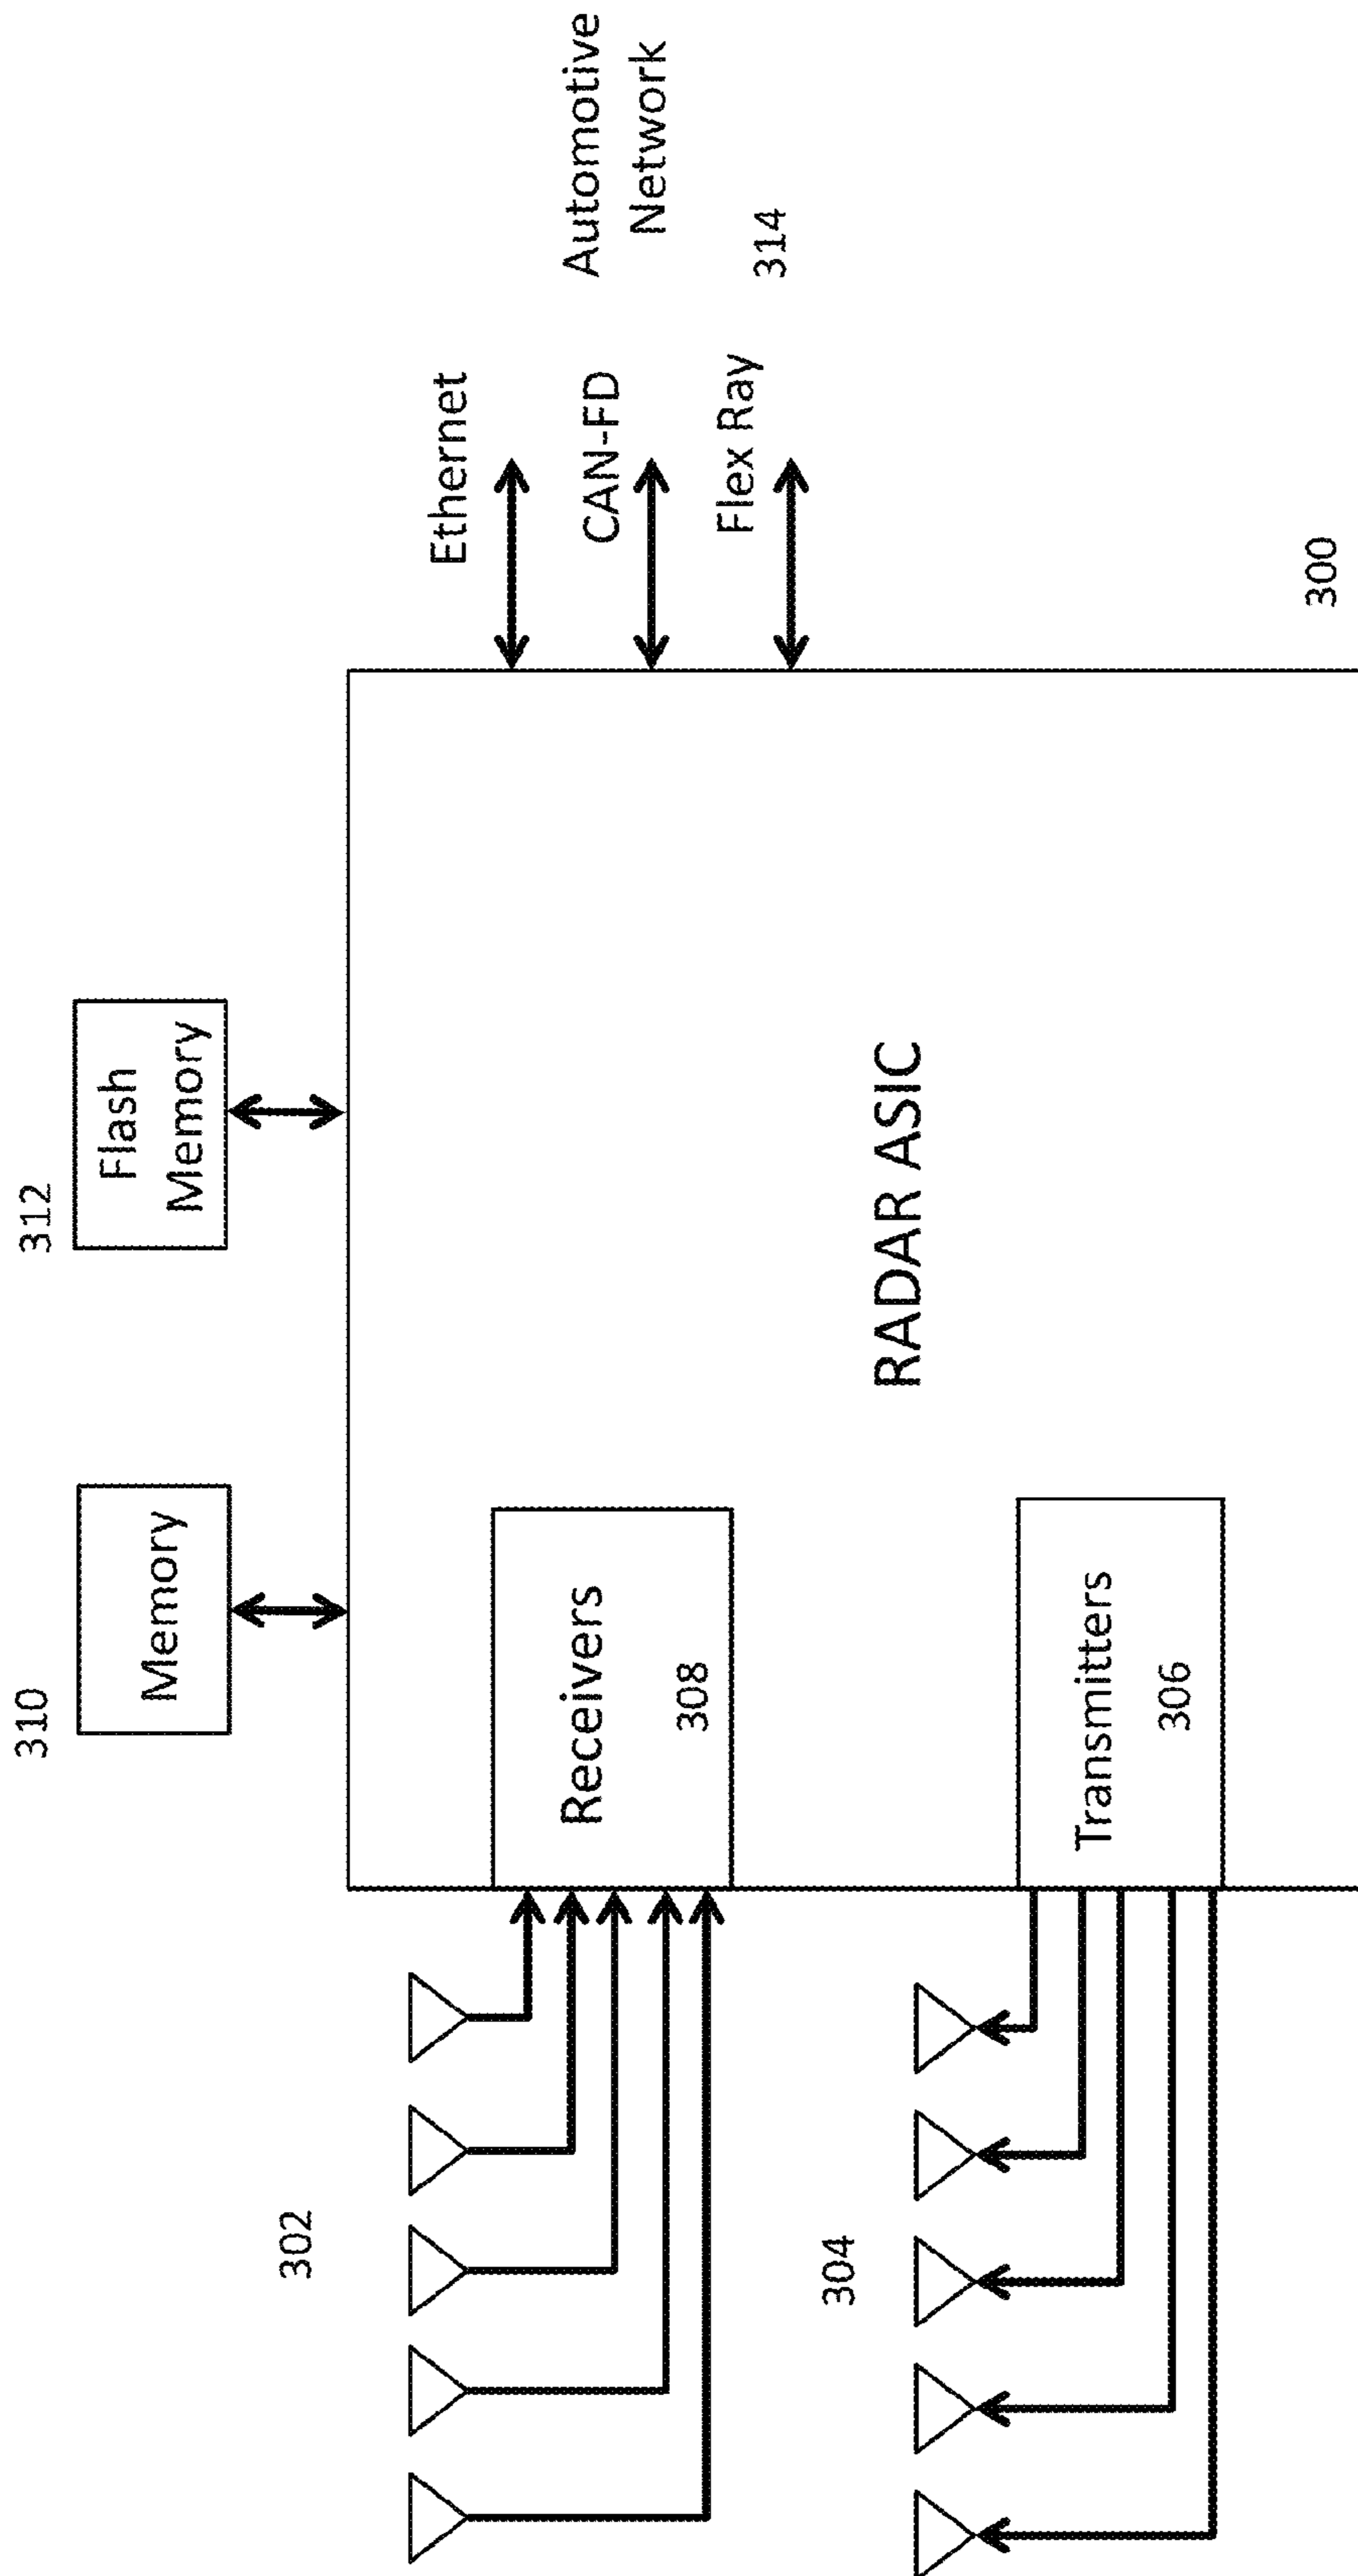 310
Memory
312
Flash
Memory
302
Receivers
308
Ethernet
CAN-FD
Flex Ray
Automotive
Network
314
RADAR ASIC
304
Transmitters
306
300